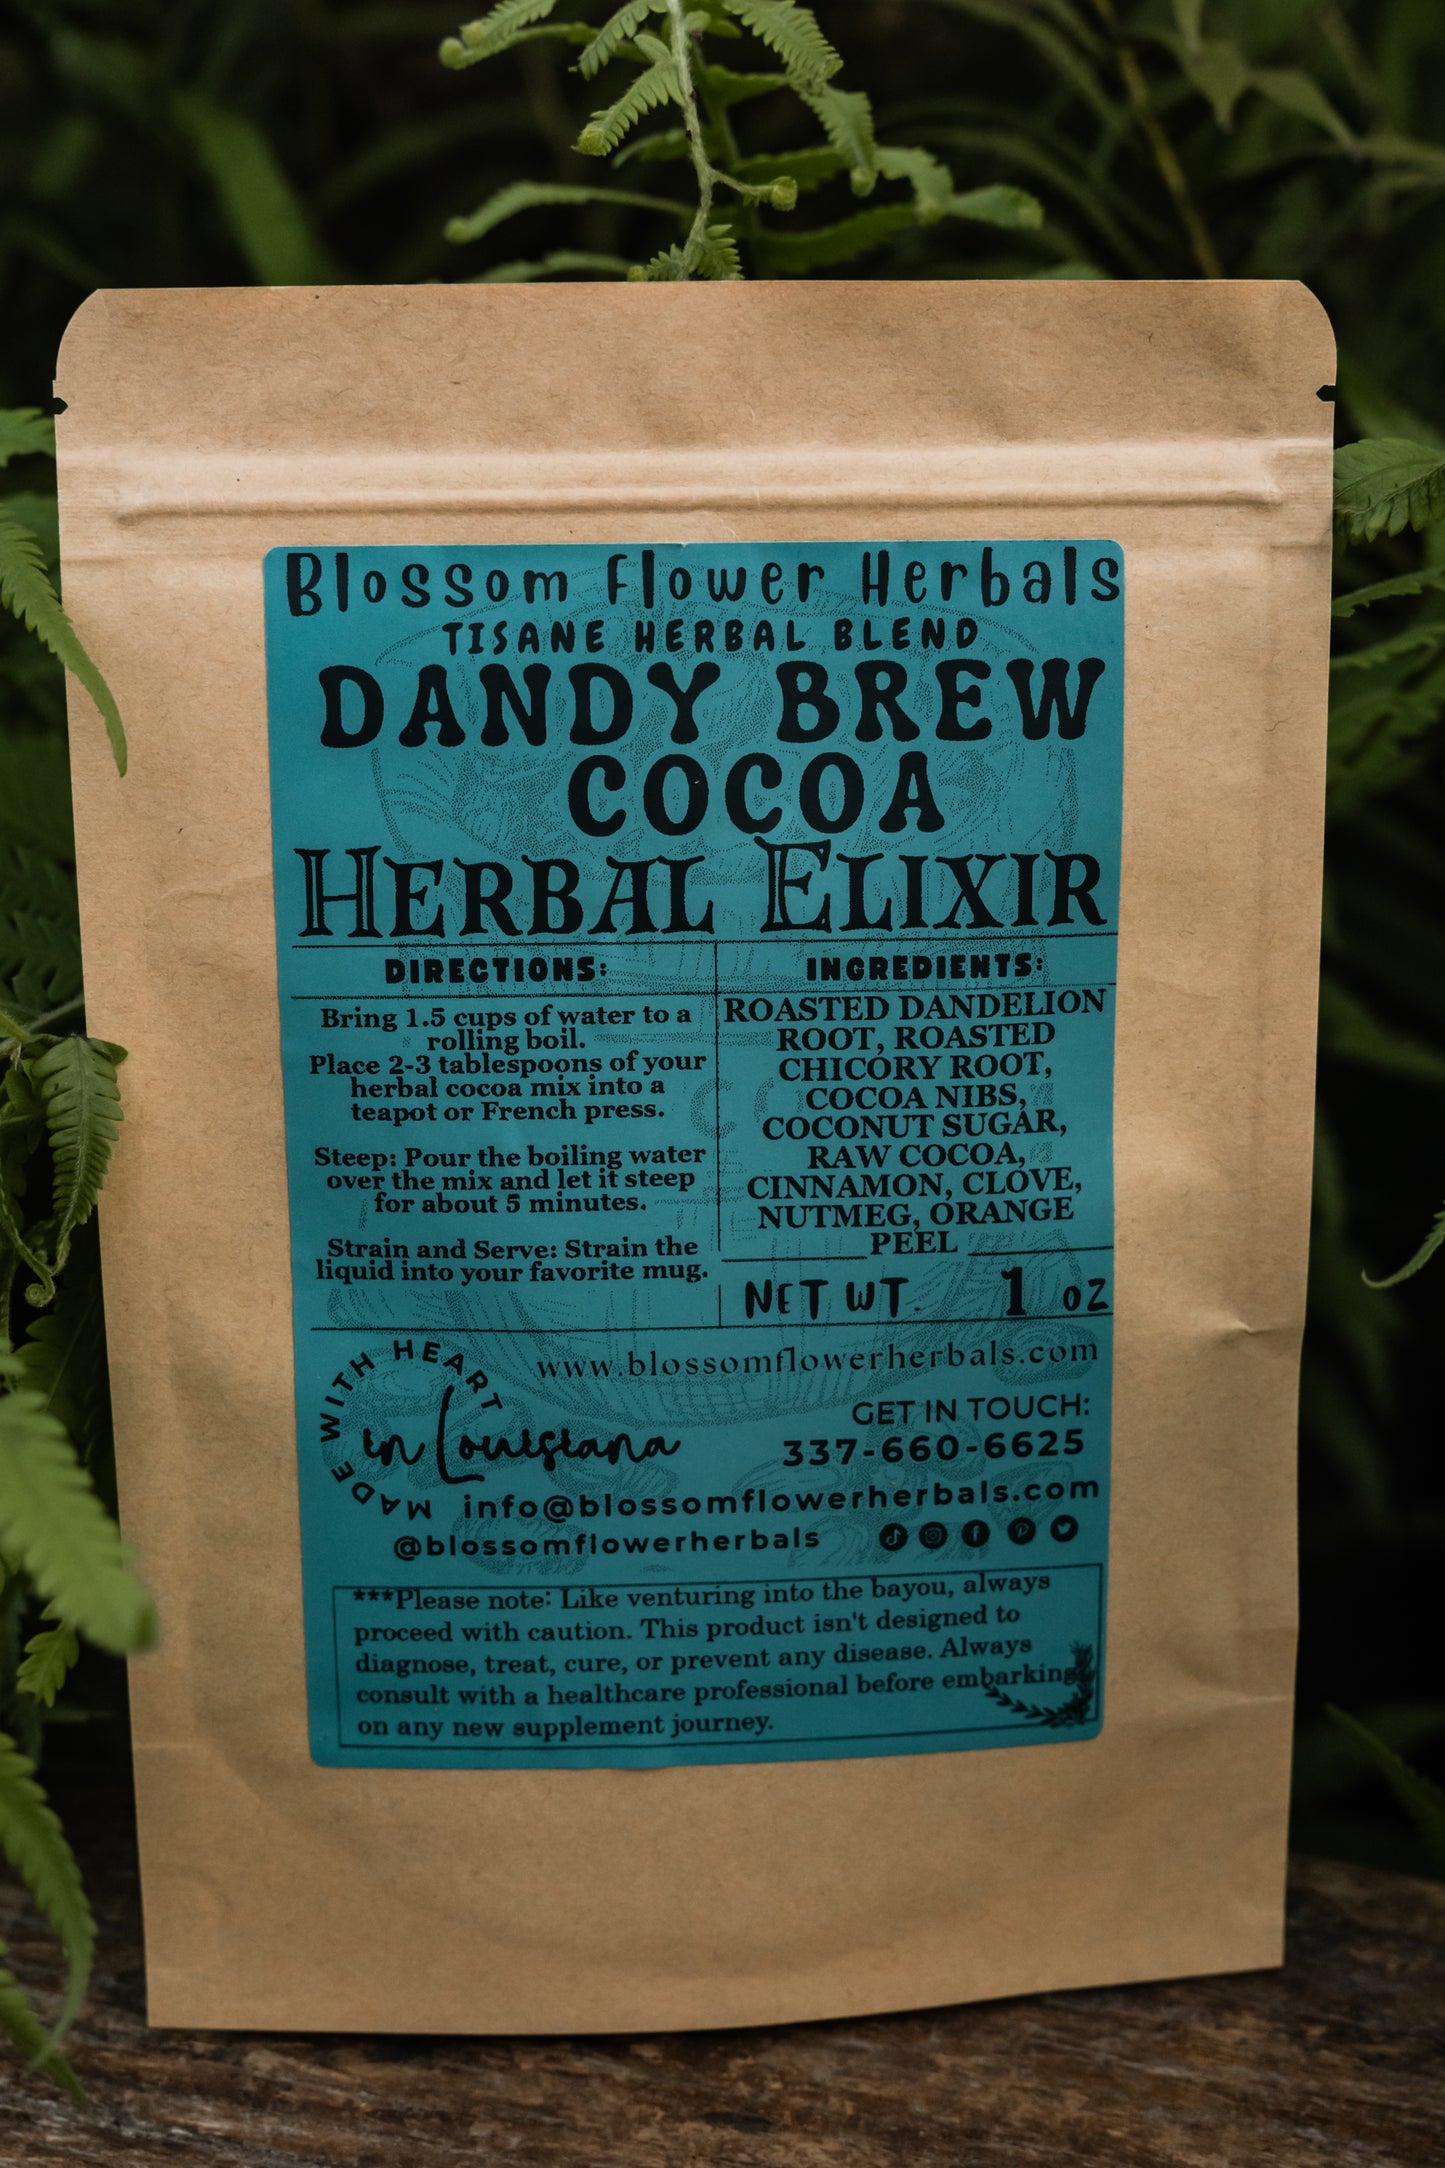 Blossom Flower Herbals
TISANE HERBAL BLEND
DANDY BREW
COCOA
HERBAL ELIXIR
DIRECTIONS:
Bring 1.5 cups of water to a
rolling boil.
Place 2-3 tablespoons of your
herbal cocoa mix into a
teapot or French press.
Steep: Pour the boiling water
over the mix and let it steep
for about 5 minutes.
Strain and Serve: Strain the
liquid into your favorite mug.
INGREDIENTS:
ROASTED DANDELION
ROOT, ROASTED
CHICORY ROOT,
COCOA NIBS,
COCONUT SUGAR,
RAW COCOA,
CINNAMON, CLOVE,
NUTMEG, ORANGE
PEEL
NET WT. 1 OZ
MADE WITH HEART
in Louisiana
www.blossomflowerherbals.com
GET IN TOUCH:
337-660-6625
info@blossomflowerherbals.com
@blossomflowerherbals
***Please note: Like venturing into the bayou, always
proceed with caution. This product isn't designed to
diagnose, treat, cure, or prevent any disease. Always
consult with a healthcare professional before embarking
on any new supplement journey.